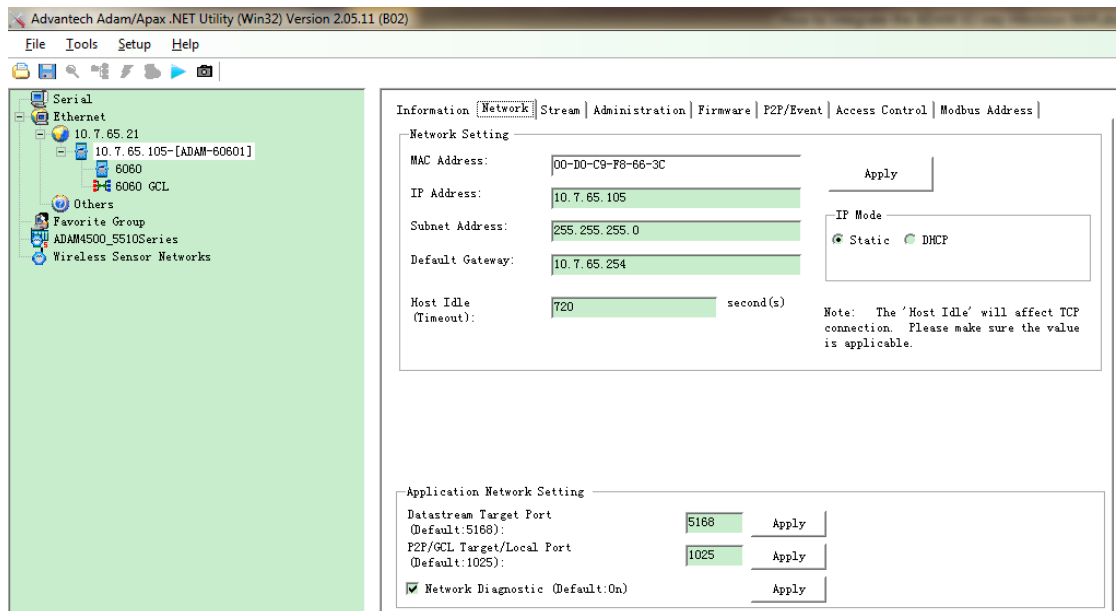 Advantech Adam/Apax .NET Utility (Win32) Version 2.05.11 (B02)
File Tools Setup Help
Serial
Ethernet
10.7.65.21
10.7.65.105-[ADAM-60601]
6060
6060 GCL
Others
Favorite Group
ADAM4500_5510Series
Wireless Sensor Networks
Information Network Stream Administration Firmware P2P/Event Access Control Modbus Address
Network Setting
MAC Address: 00-D0-C9-F8-66-3C
Apply
IP Address: 10.7.65.105
Subnet Address: 255.255.255.0
Default Gateway: 10.7.65.254
IP Mode
Static DHCP
Host Idle
(Timeout): 720 second(s)
Note: The 'Host Idle' will affect TCP
connection. Please make sure the value
is applicable.
Application Network Setting
Datastream Target Port
(Default:5168): 5168 Apply
P2P/GCL Target/Local Port
(Default:1025): 1025 Apply
Network Diagnostic (Default:On) Apply